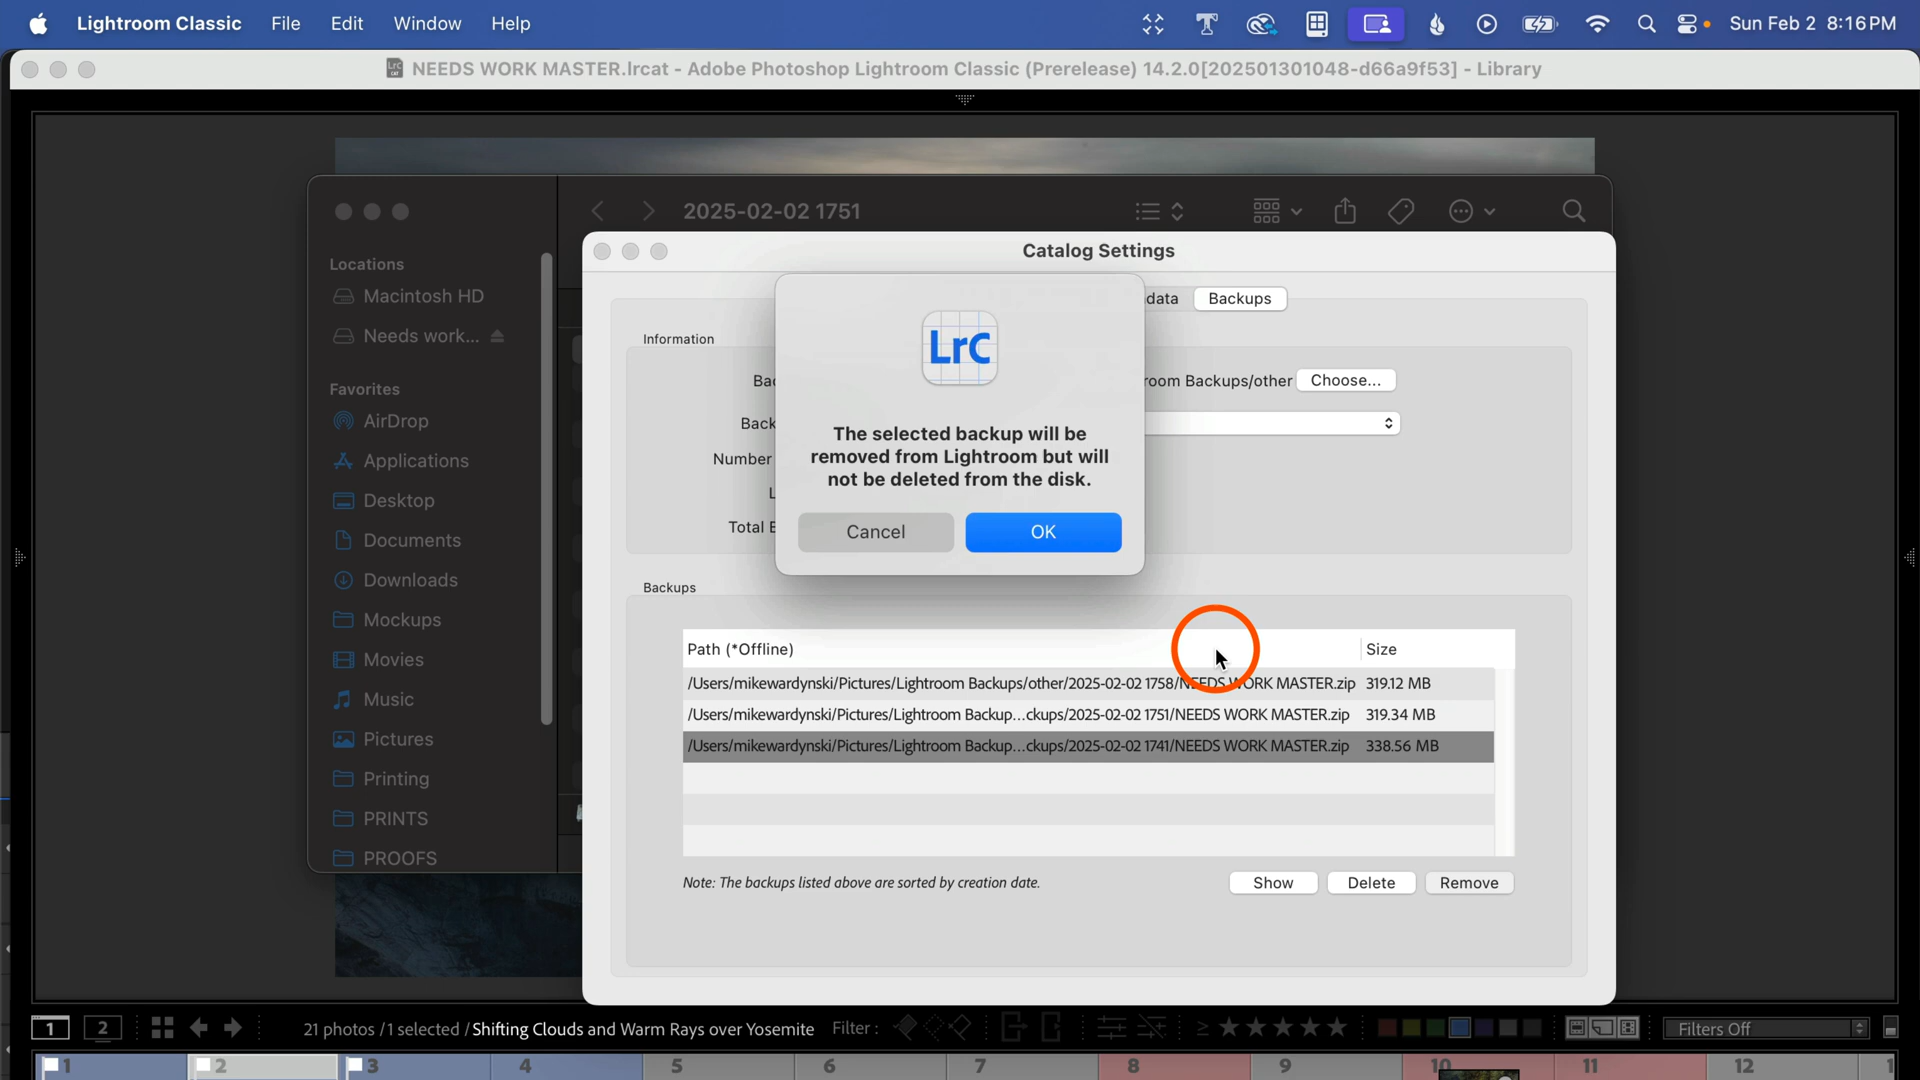 Lightroom Classic File Edit Window Help Sun Feb 2 8:16 PM
NEEDS WORK MASTER.lrcat - Adobe Photoshop Lightroom Classic (Prerelease) 14.2.0[202501301048-d66a9f53] - Library
2025-02-02 1751
Locations
Macintosh HD
Needs work...
Favorites
AirDrop
Applications
Desktop
Documents
Downloads
Mockups
Movies
Music
Pictures
Printing
PRINTS
PROOFS
Catalog Settings
data Backups
Information
Bac
room Backups/other Choose...
Back
Number
L
Total E
LrC
The selected backup will be
removed from Lightroom but will
not be deleted from the disk.
Cancel OK
Backups
Path (*Offline) Size
/Users/mikewardynski/Pictures/Lightroom Backups/other/2025-02-02 1758/NEEDS WORK MASTER.zip 319.12 MB
/Users/mikewardynski/Pictures/Lightroom Backup...ckups/2025-02-02 1751/NEEDS WORK MASTER.zip 319.34 MB
/Users/mikewardynski/Pictures/Lightroom Backup...ckups/2025-02-02 1741/NEEDS WORK MASTER.zip 338.56 MB
Note: The backups listed above are sorted by creation date.
Show Delete Remove
1 2 21 photos / 1 selected / Shifting Clouds and Warm Rays over Yosemite Filter : ≥ Filters Off
1 2 3 4 5 6 7 8 9 10 11 12 1